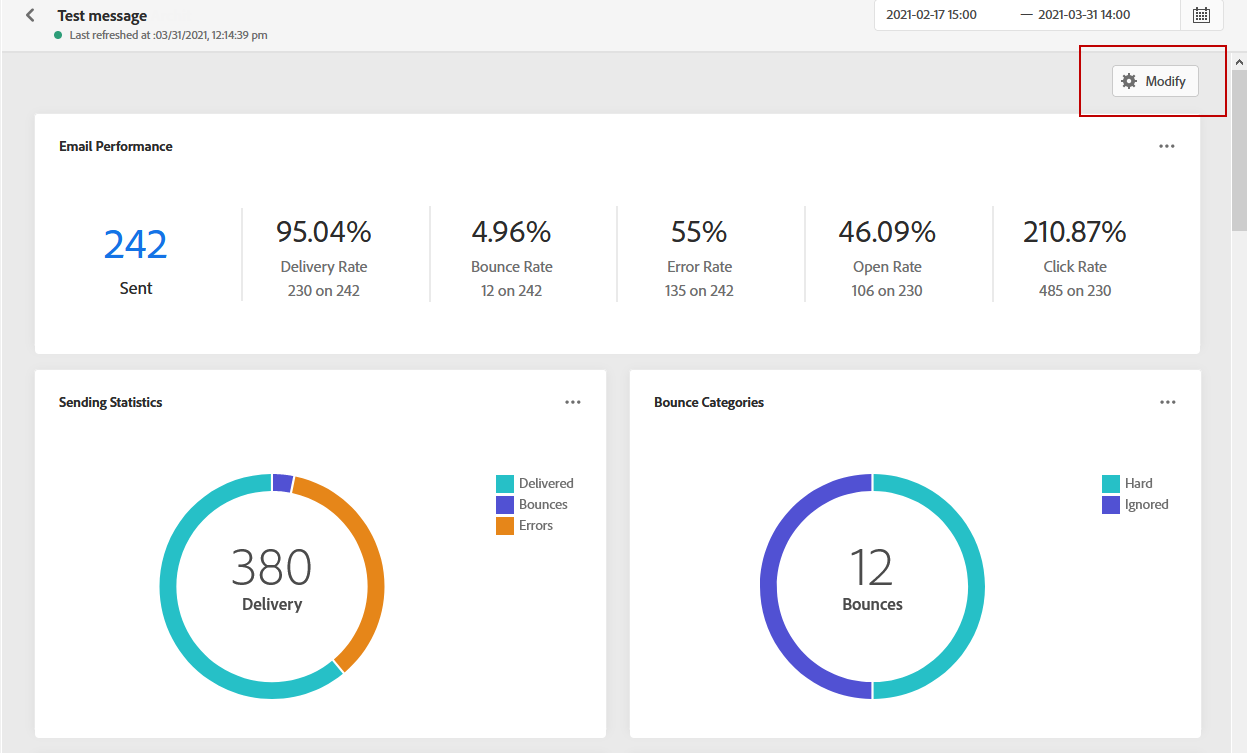 Test message
Last refreshed at :03/31/2021, 12:14:39 pm
2021-02-17 15:00 — 2021-03-31 14:00
Modify
Email Performance
242
Sent
95.04%
Delivery Rate
230 on 242
4.96%
Bounce Rate
12 on 242
55%
Error Rate
135 on 242
46.09%
Open Rate
106 on 230
210.87%
Click Rate
485 on 230
Sending Statistics
Delivered
Bounces
Errors
380
Delivery
Bounce Categories
Hard
Ignored
12
Bounces